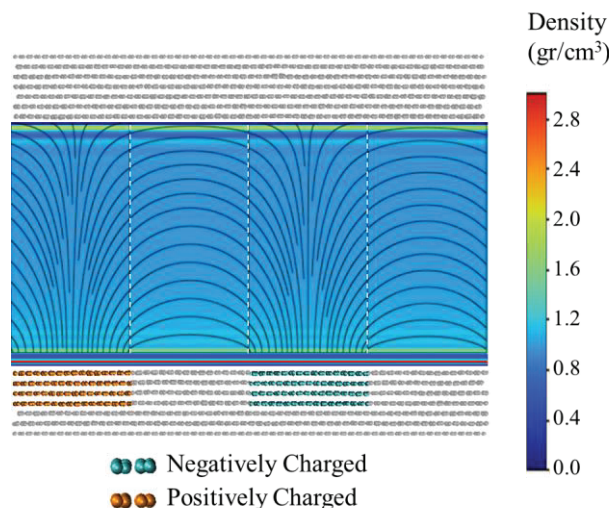 Density
(gr/cm³)
2.8
2.4
2.0
1.6
1.2
0.8
0.4
0.0
Negatively Charged
Positively Charged